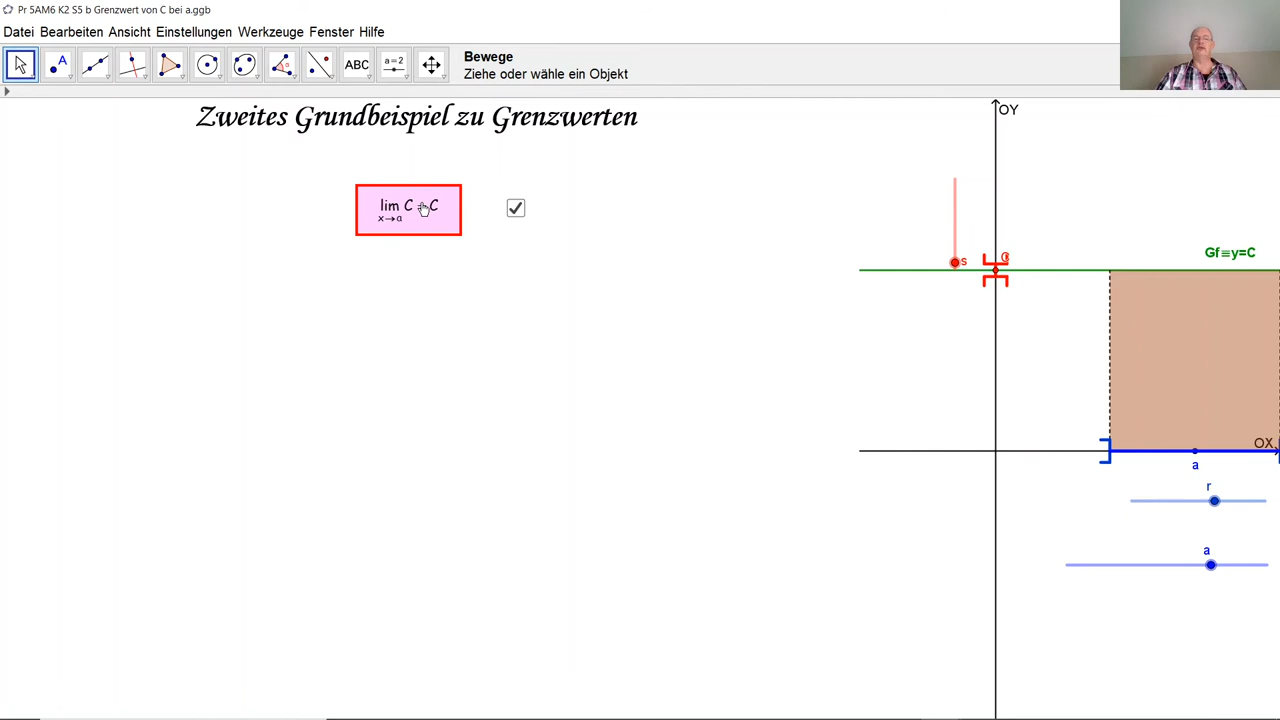 Pr 5AM6 K2 S5 b Grenzwert von C bei a.ggb
Datei Bearbeiten Ansicht Einstellungen Werkzeuge Fenster Hilfe
A
ABC
a=2
Bewege
Ziehe oder wähle ein Objekt
Zweites Grundbeispiel zu Grenzwerten
OY
lim C = C
x→a
Gf≡y=C
s
OX
a
r
a